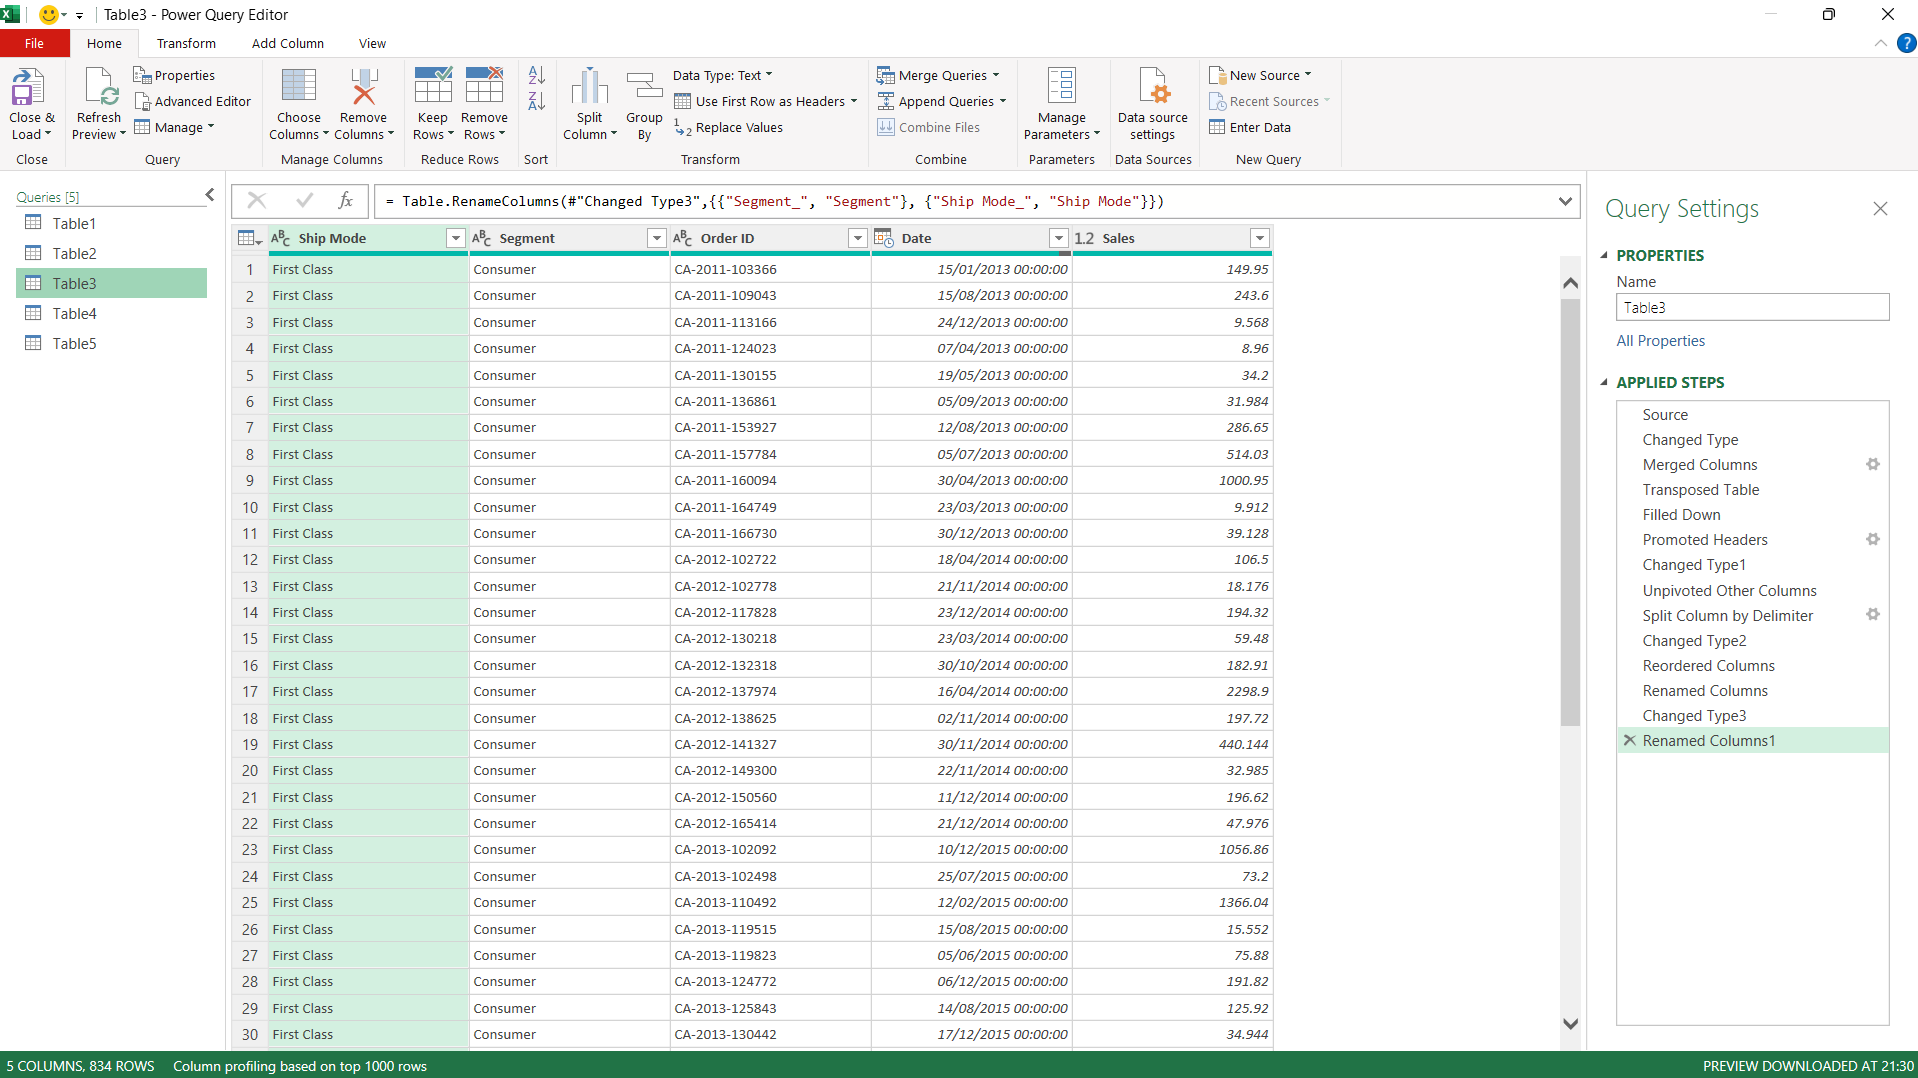 Table3 - Power Query Editor
File Home Transform Add Column View
Close & Load
Close
Refresh Preview
Properties
Advanced Editor
Manage
Query
Choose Columns
Remove Columns
Manage Columns
Keep Rows
Remove Rows
Reduce Rows
Sort
Split Column
Group By
Data Type: Text
Use First Row as Headers
Replace Values
Transform
Merge Queries
Append Queries
Combine Files
Combine
Manage Parameters
Parameters
Data source settings
Data Sources
New Source
Recent Sources
Enter Data
New Query
Queries [5]
Table1
Table2
Table3
Table4
Table5
fx = Table.RenameColumns(#"Changed Type3",{{"Segment_", "Segment"}, {"Ship Mode_", "Ship Mode"}})
ABC Ship Mode ABC Segment ABC Order ID Date 1.2 Sales
1 First Class Consumer CA-2011-103366 15/01/2013 00:00:00 149.95
2 First Class Consumer CA-2011-109043 15/08/2013 00:00:00 243.6
3 First Class Consumer CA-2011-113166 24/12/2013 00:00:00 9.568
4 First Class Consumer CA-2011-124023 07/04/2013 00:00:00 8.96
5 First Class Consumer CA-2011-130155 19/05/2013 00:00:00 34.2
6 First Class Consumer CA-2011-136861 05/09/2013 00:00:00 31.984
7 First Class Consumer CA-2011-153927 12/08/2013 00:00:00 286.65
8 First Class Consumer CA-2011-157784 05/07/2013 00:00:00 514.03
9 First Class Consumer CA-2011-160094 30/04/2013 00:00:00 1000.95
10 First Class Consumer CA-2011-164749 23/03/2013 00:00:00 9.912
11 First Class Consumer CA-2011-166730 30/12/2013 00:00:00 39.128
12 First Class Consumer CA-2012-102722 18/04/2014 00:00:00 106.5
13 First Class Consumer CA-2012-102778 21/11/2014 00:00:00 18.176
14 First Class Consumer CA-2012-117828 23/12/2014 00:00:00 194.32
15 First Class Consumer CA-2012-130218 23/03/2014 00:00:00 59.48
16 First Class Consumer CA-2012-132318 30/10/2014 00:00:00 182.91
17 First Class Consumer CA-2012-137974 16/04/2014 00:00:00 2298.9
18 First Class Consumer CA-2012-138625 02/11/2014 00:00:00 197.72
19 First Class Consumer CA-2012-141327 30/11/2014 00:00:00 440.144
20 First Class Consumer CA-2012-149300 22/11/2014 00:00:00 32.985
21 First Class Consumer CA-2012-150560 11/12/2014 00:00:00 196.62
22 First Class Consumer CA-2012-165414 21/12/2014 00:00:00 47.976
23 First Class Consumer CA-2013-102092 10/12/2015 00:00:00 1056.86
24 First Class Consumer CA-2013-102498 25/07/2015 00:00:00 73.2
25 First Class Consumer CA-2013-110492 12/02/2015 00:00:00 1366.04
26 First Class Consumer CA-2013-119515 15/08/2015 00:00:00 15.552
27 First Class Consumer CA-2013-119823 05/06/2015 00:00:00 75.88
28 First Class Consumer CA-2013-124772 06/12/2015 00:00:00 191.82
29 First Class Consumer CA-2013-125843 14/08/2015 00:00:00 125.92
30 First Class Consumer CA-2013-130442 17/12/2015 00:00:00 34.944
Query Settings
PROPERTIES
Name
Table3
All Properties
APPLIED STEPS
Source
Changed Type
Merged Columns
Transposed Table
Filled Down
Promoted Headers
Changed Type1
Unpivoted Other Columns
Split Column by Delimiter
Changed Type2
Reordered Columns
Renamed Columns
Changed Type3
Renamed Columns1
5 COLUMNS, 834 ROWS Column profiling based on top 1000 rows PREVIEW DOWNLOADED AT 21:30